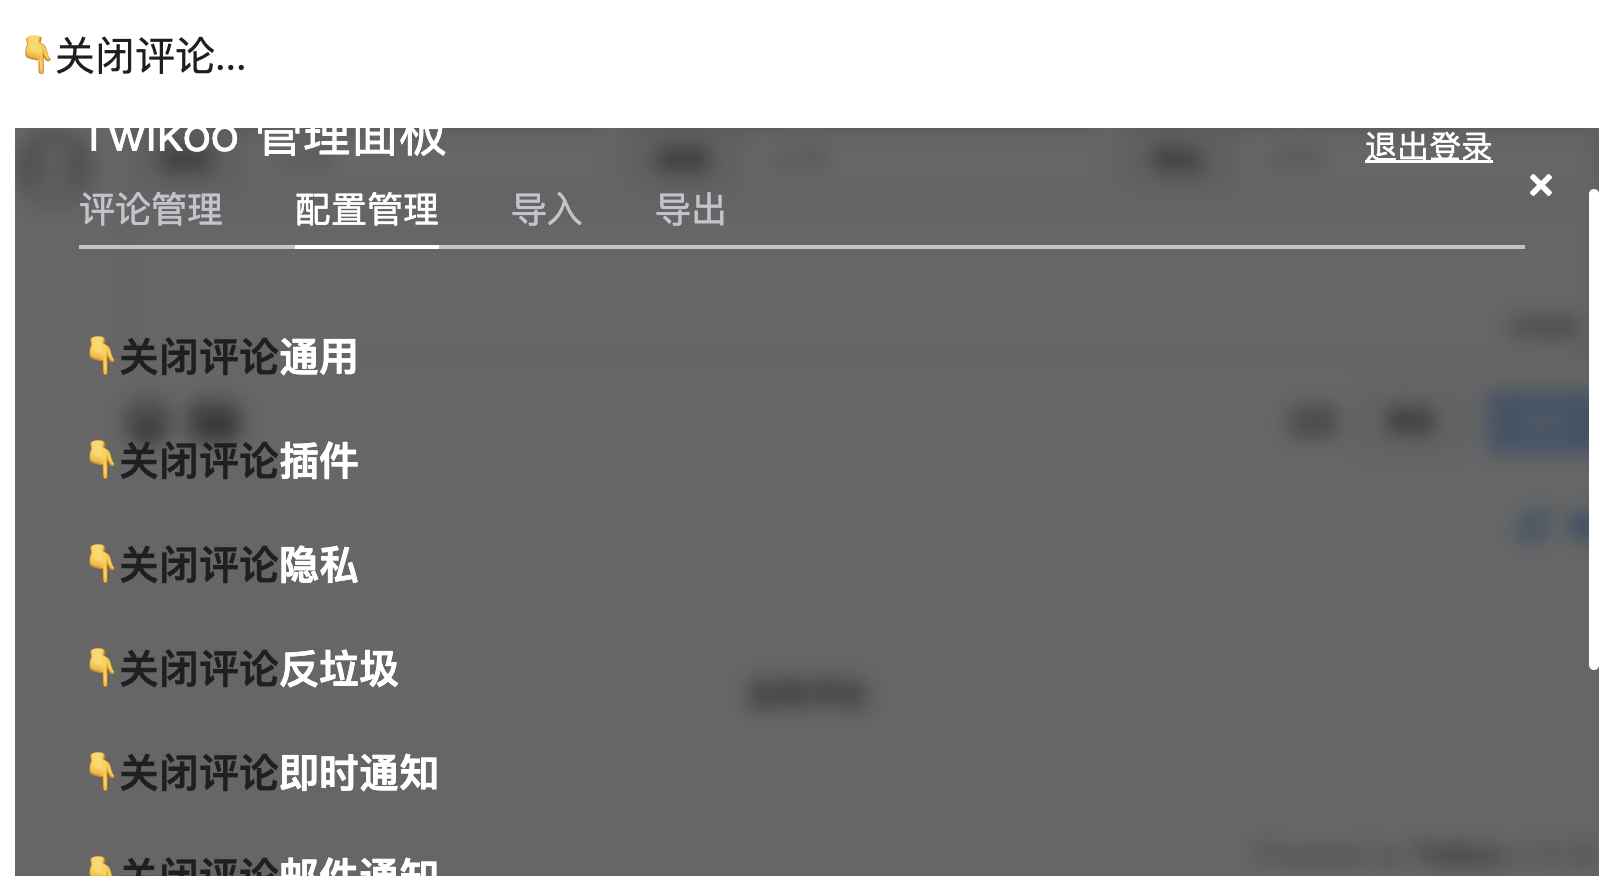 👇关闭评论...
Twikoo 管理面板
退出登录
评论管理 配置管理 导入 导出
👇关闭评论通用
👇关闭评论插件
👇关闭评论隐私
👇关闭评论反垃圾
👇关闭评论即时通知
👇关闭评论邮件通知